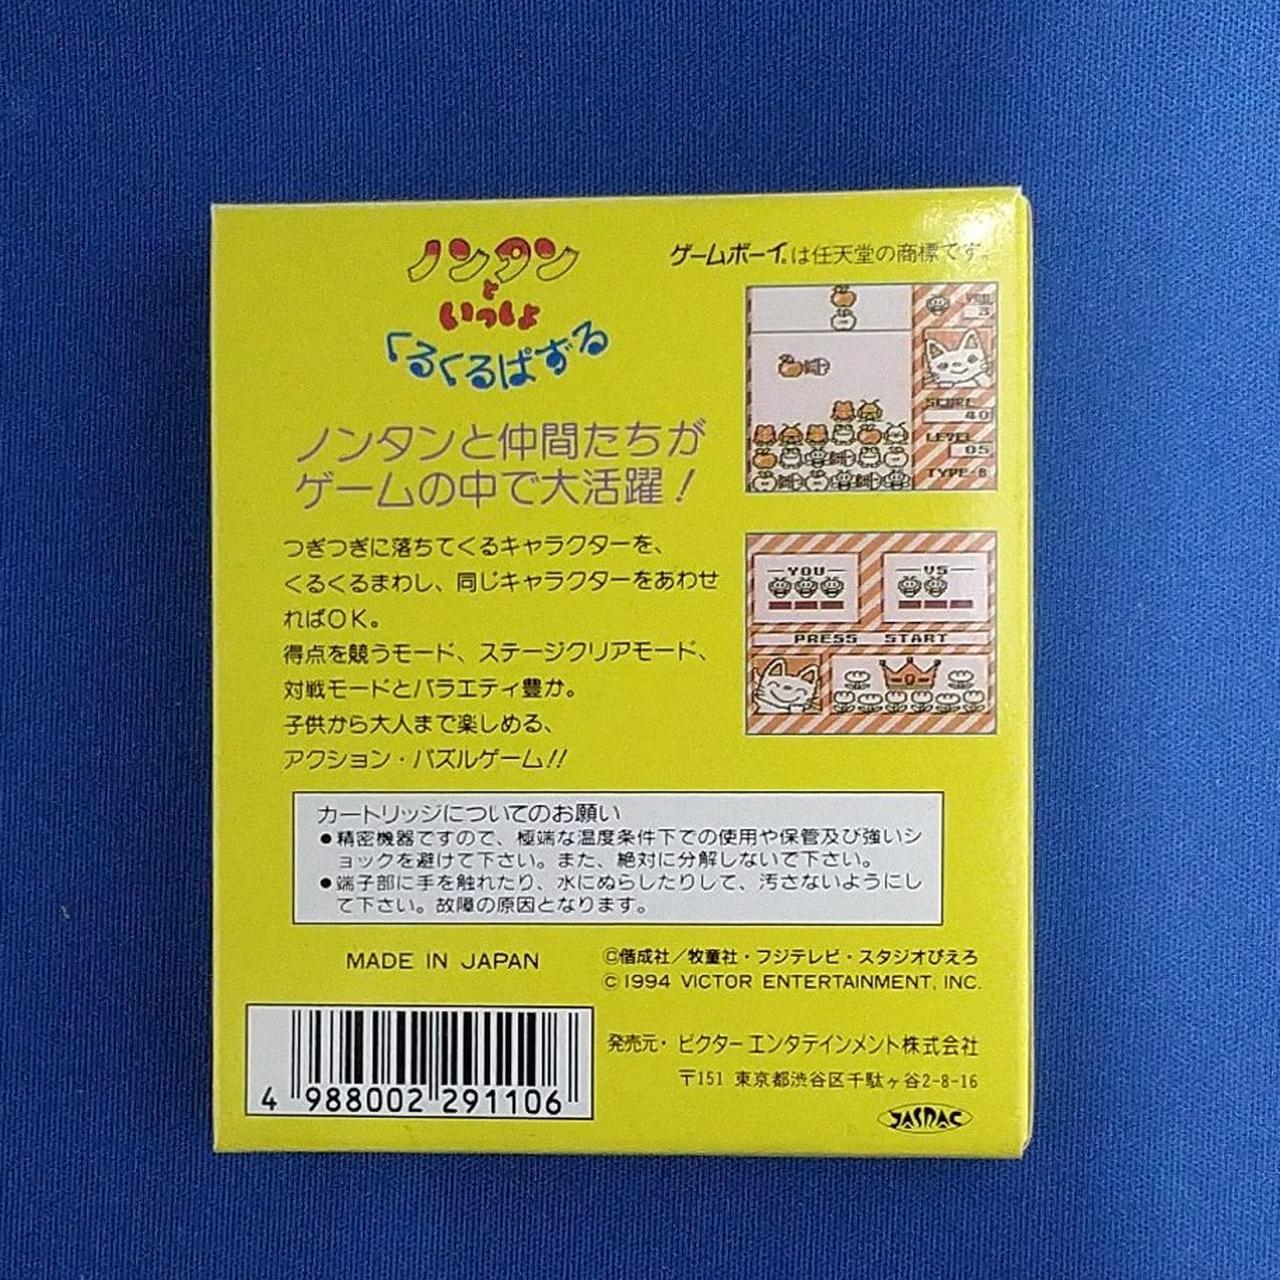 ノンタン
と
いっしょ
くるくるぱずる
ゲームボーイ®は任天堂の商標です。
ノンタンと仲間たちが
ゲームの中で大活躍!
つぎつぎに落ちてくるキャラクターを、
くるくるまわし、同じキャラクターをあわせ
ればOK。
得点を競うモード、ステージクリアモード、
対戦モードとバラエティ豊か。
子供から大人まで楽しめる、
アクション・パズルゲーム!!
YOU
3
SCORE
40
LEVEL
05
TYPE-B
YOU
VS
PRESS START
カートリッジについてのお願い
●精密機器ですので、極端な温度条件下での使用や保管及び強いシ
ョックを避けて下さい。また、絶対に分解しないで下さい。
●端子部に手を触れたり、水にぬらしたりして、汚さないようにし
て下さい。故障の原因となります。
MADE IN JAPAN
©偕成社/牧童社・フジテレビ・スタジオぴえろ
©1994 VICTOR ENTERTAINMENT, INC.
4 988002 291106
発売元・ビクターエンタテインメント株式会社
〒151 東京都渋谷区千駄ヶ谷2-8-16
JASRAC